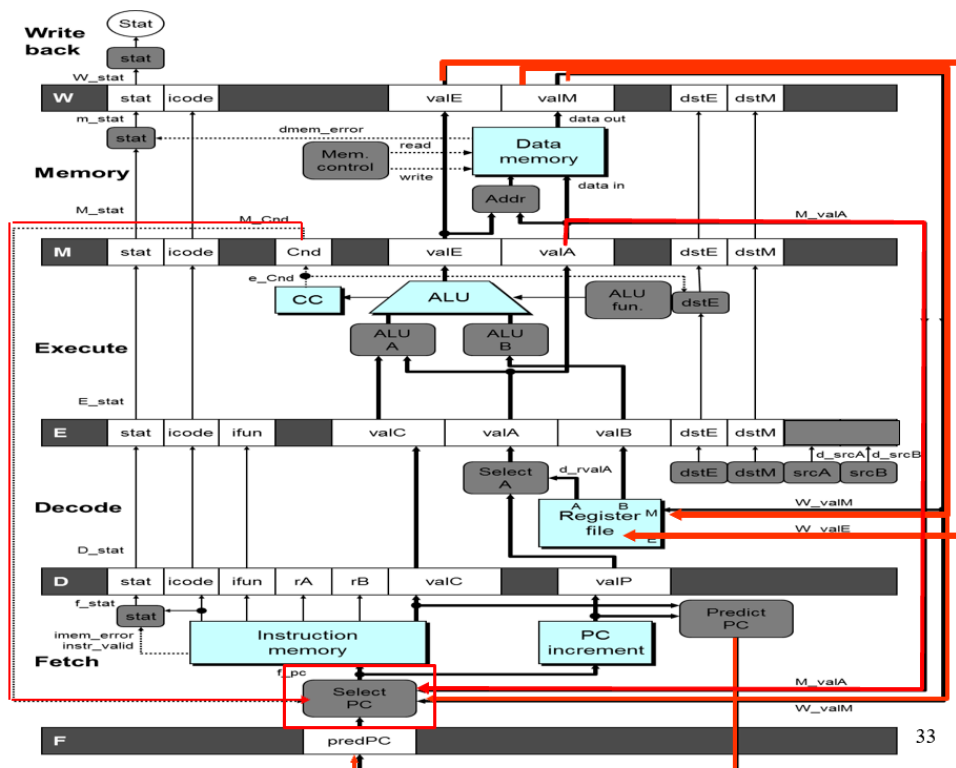 Stat
Write
back
stat
W_stat
W stat icode valE valM dstE dstM
m_stat
dmem_error
data out
stat
read
Mem.
control
Data
memory
write
data in
Memory
Addr
M_stat
M_Cnd
M_valA
M stat icode Cnd valE valA dstE dstM
e_Cnd
CC
ALU
ALU
fun.
dstE
ALU
A
ALU
B
Execute
E_stat
E stat icode ifun valC valA valB dstE dstM
d_srcA d_srcB
Select
A
d_rvalA
dstE dstM srcA srcB
A B
Register
file
M
E
W_valM
Decode
W_valE
D_stat
D stat icode ifun rA rB valC valP
f_stat
stat
Predict
PC
imem_error
instr_valid
Instruction
memory
PC
increment
Fetch
f_pc
Select
PC
M_valA
W_valM
F predPC
33